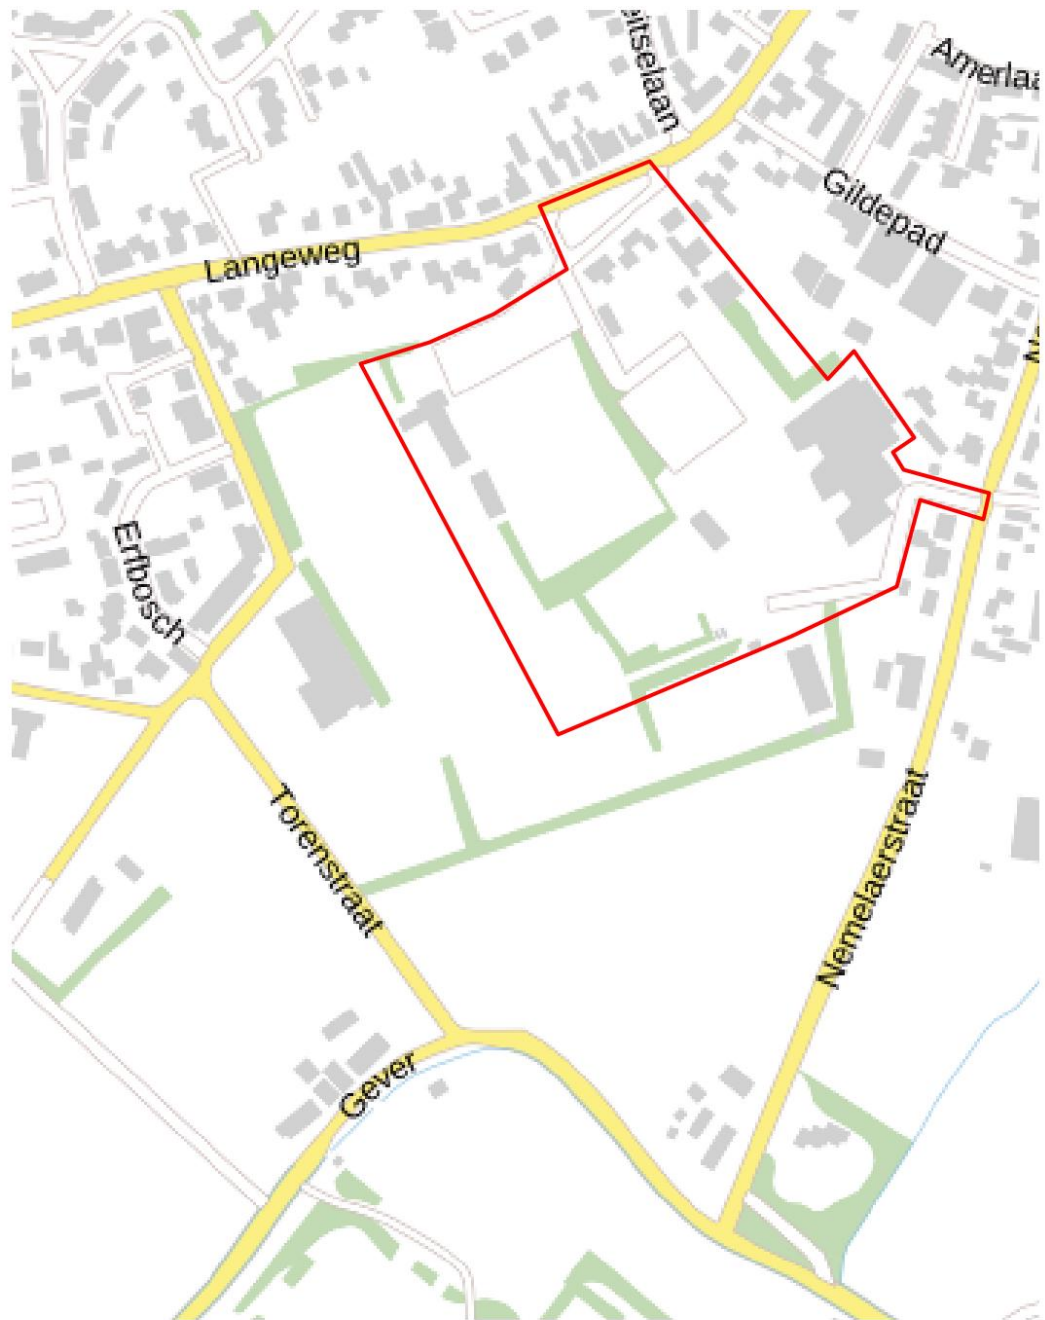 eitselaan
Amerlaa
Gildepad
Langeweg
Erfbosch
Torenstraat
Nemelaerstraat
Gever